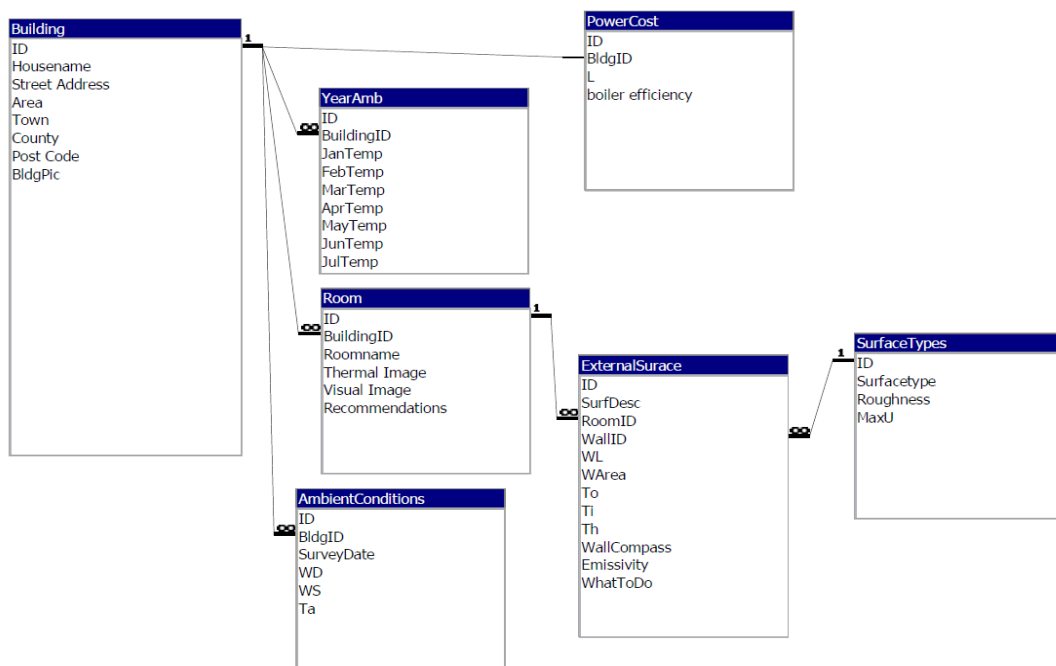 Building
ID
Housename
Street Address
Area
Town
County
Post Code
BldgPic
1
PowerCost
ID
BldgID
L
boiler efficiency
YearAmb
ID
BuildingID
JanTemp
FebTemp
MarTemp
AprTemp
MayTemp
JunTemp
JulTemp
∞
Room
ID
BuildingID
Roomname
Thermal Image
Visual Image
Recommendations
∞
1
ExternalSurace
ID
SurfDesc
RoomID
WallID
WL
WArea
To
Ti
Th
WallCompass
Emissivity
WhatToDo
∞
∞
1
SurfaceTypes
ID
Surfacetype
Roughness
MaxU
AmbientConditions
ID
BldgID
SurveyDate
WD
WS
Ta
∞